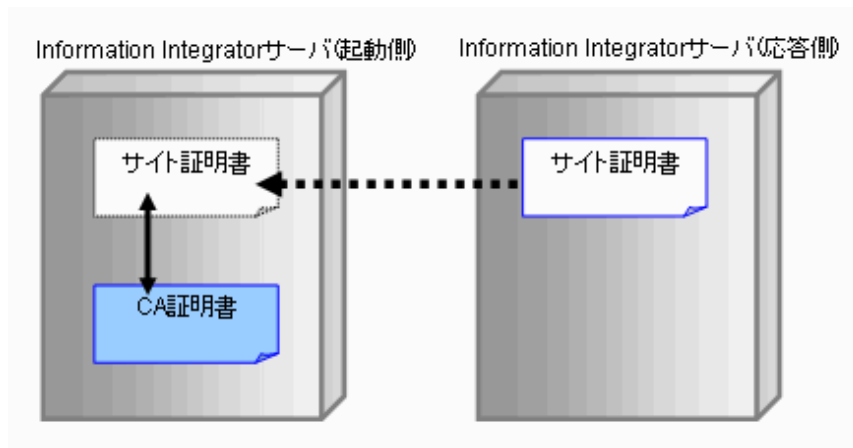 Information Integratorサーバ(起動側)
Information Integratorサーバ(応答側)
サイト証明書
サイト証明書
CA証明書